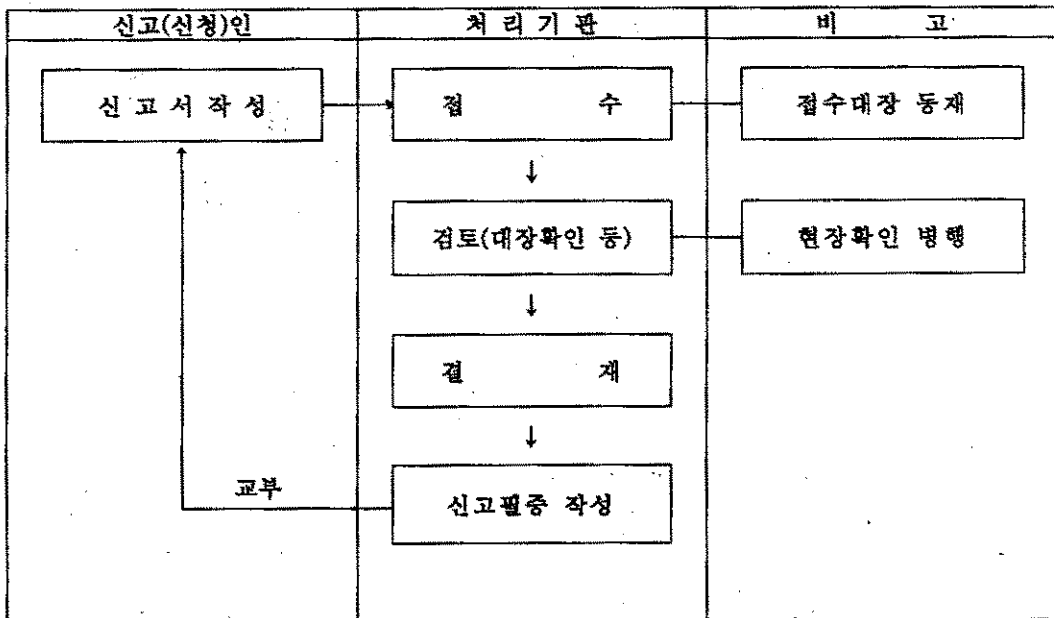 신고(신청)인 처 리 기 관 비 고
신 고 서 작 성 접 수 접수대장 등재
검토(대장확인 등) 현장확인 병행
결 재
교부
신고필증 작성